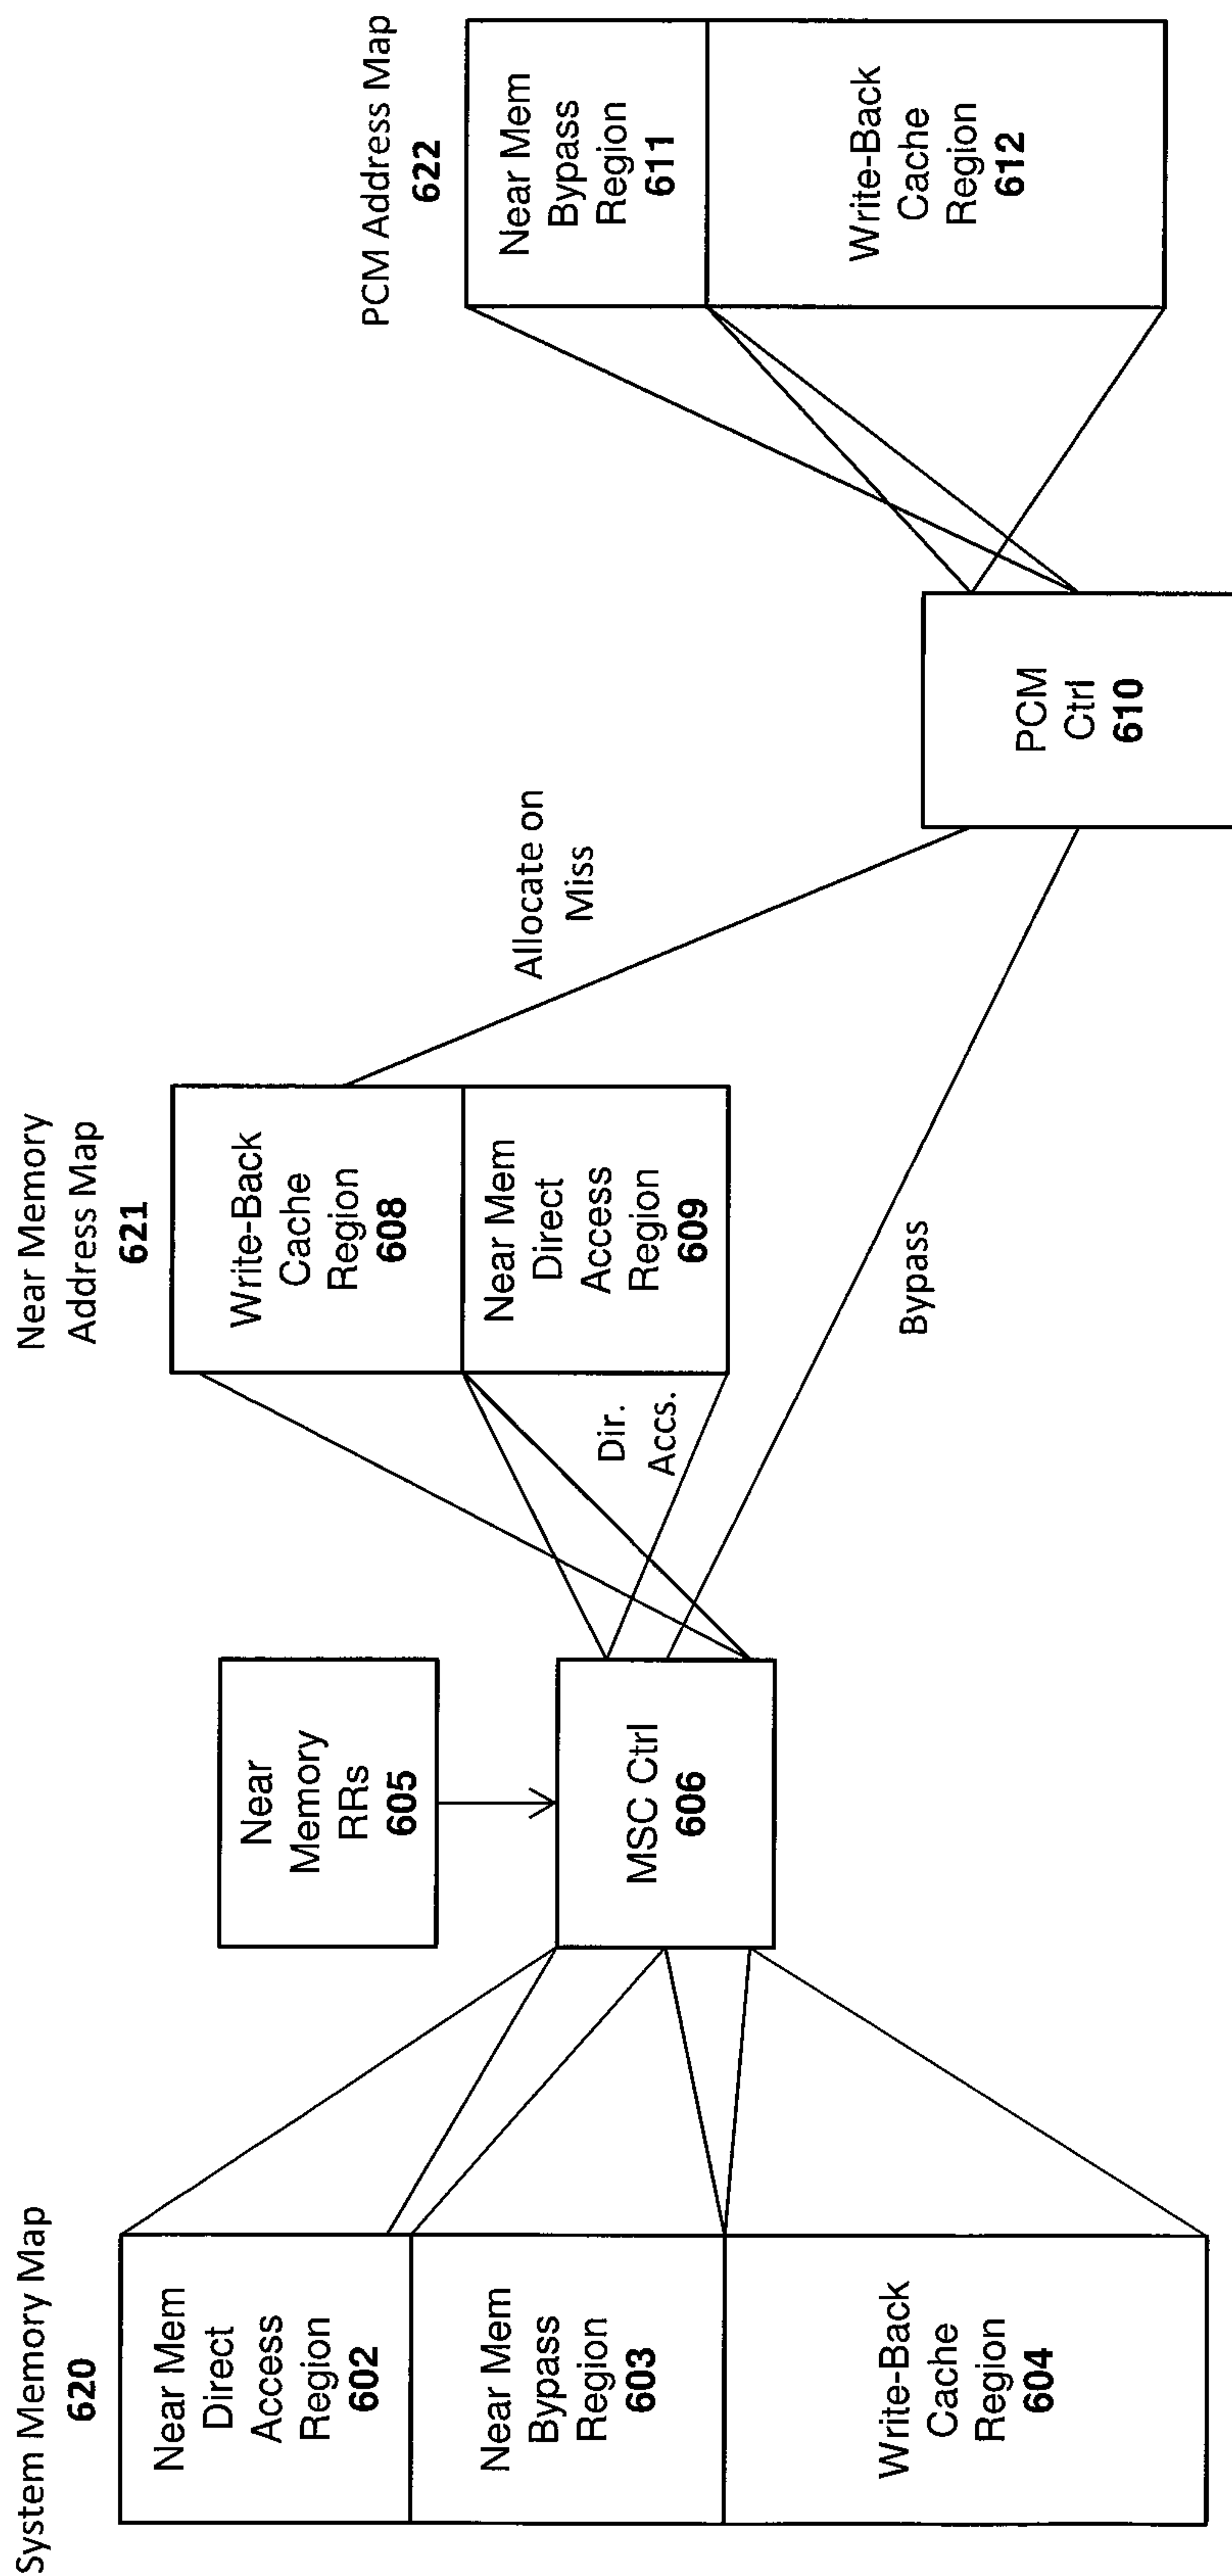 System Memory Map
620
Near Mem
Direct
Access
Region
602
Near Mem
Bypass
Region
603
Write-Back
Cache
Region
604
Near
Memory
RRs
605
MSC Ctrl
606
Near Memory
Address Map
621
Write-Back
Cache
Region
608
Near Mem
Direct
Access
Region
609
Dir.
Accs.
Allocate on
Miss
Bypass
PCM
Ctrl
610
PCM Address Map
622
Near Mem
Bypass
Region
611
Write-Back
Cache
Region
612